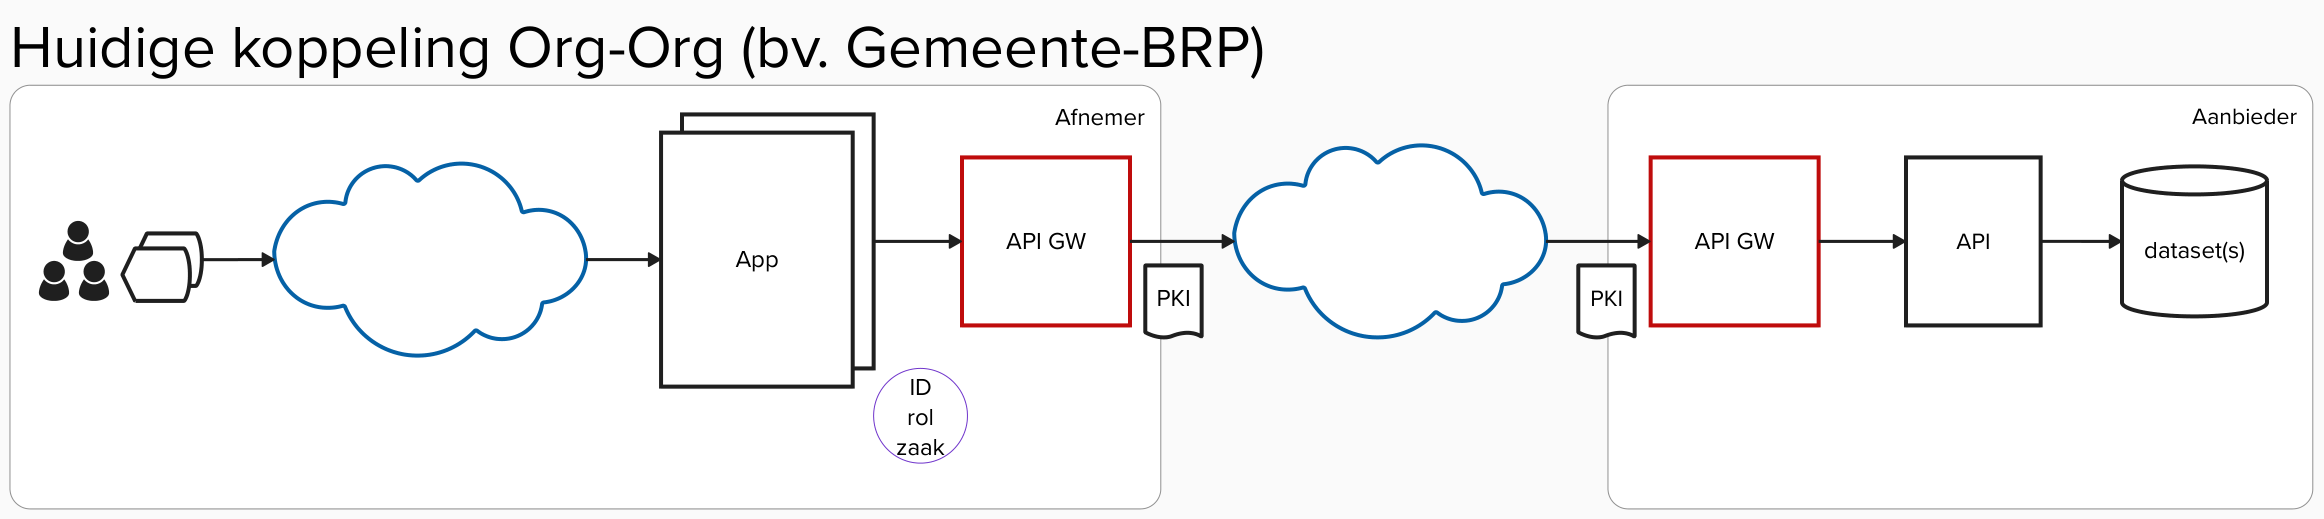 Huidige koppeling Org-Org (bv. Gemeente-BRP)
Afnemer
App
API GW
PKI
ID
rol
zaak
Aanbieder
PKI
API GW
API
dataset(s)